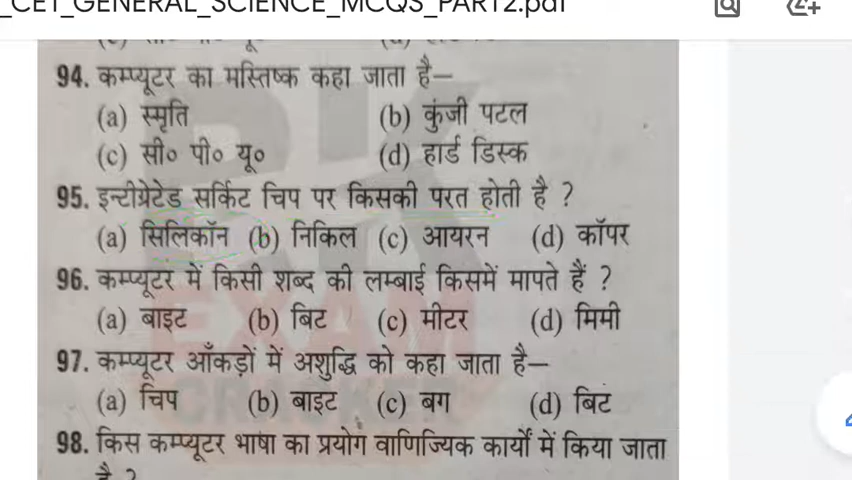 _CET_GENERAL_SCIENCE_MCQS_PART2.pdf
94. कम्प्यूटर का मस्तिष्क कहा जाता है—
(a) स्मृति (b) कुंजी पटल
(c) सी० पी० यू० (d) हार्ड डिस्क
95. इन्टीग्रेटेड सर्किट चिप पर किसकी परत होती है ?
(a) सिलिकॉन (b) निकिल (c) आयरन (d) कॉपर
96. कम्प्यूटर में किसी शब्द की लम्बाई किसमें मापते हैं ?
(a) बाइट (b) बिट (c) मीटर (d) मिमी
97. कम्प्यूटर आँकड़ों में अशुद्धि को कहा जाता है—
(a) चिप (b) बाइट (c) बग (d) बिट
98. किस कम्प्यूटर भाषा का प्रयोग वाणिज्यिक कार्यों में किया जाता
है ?